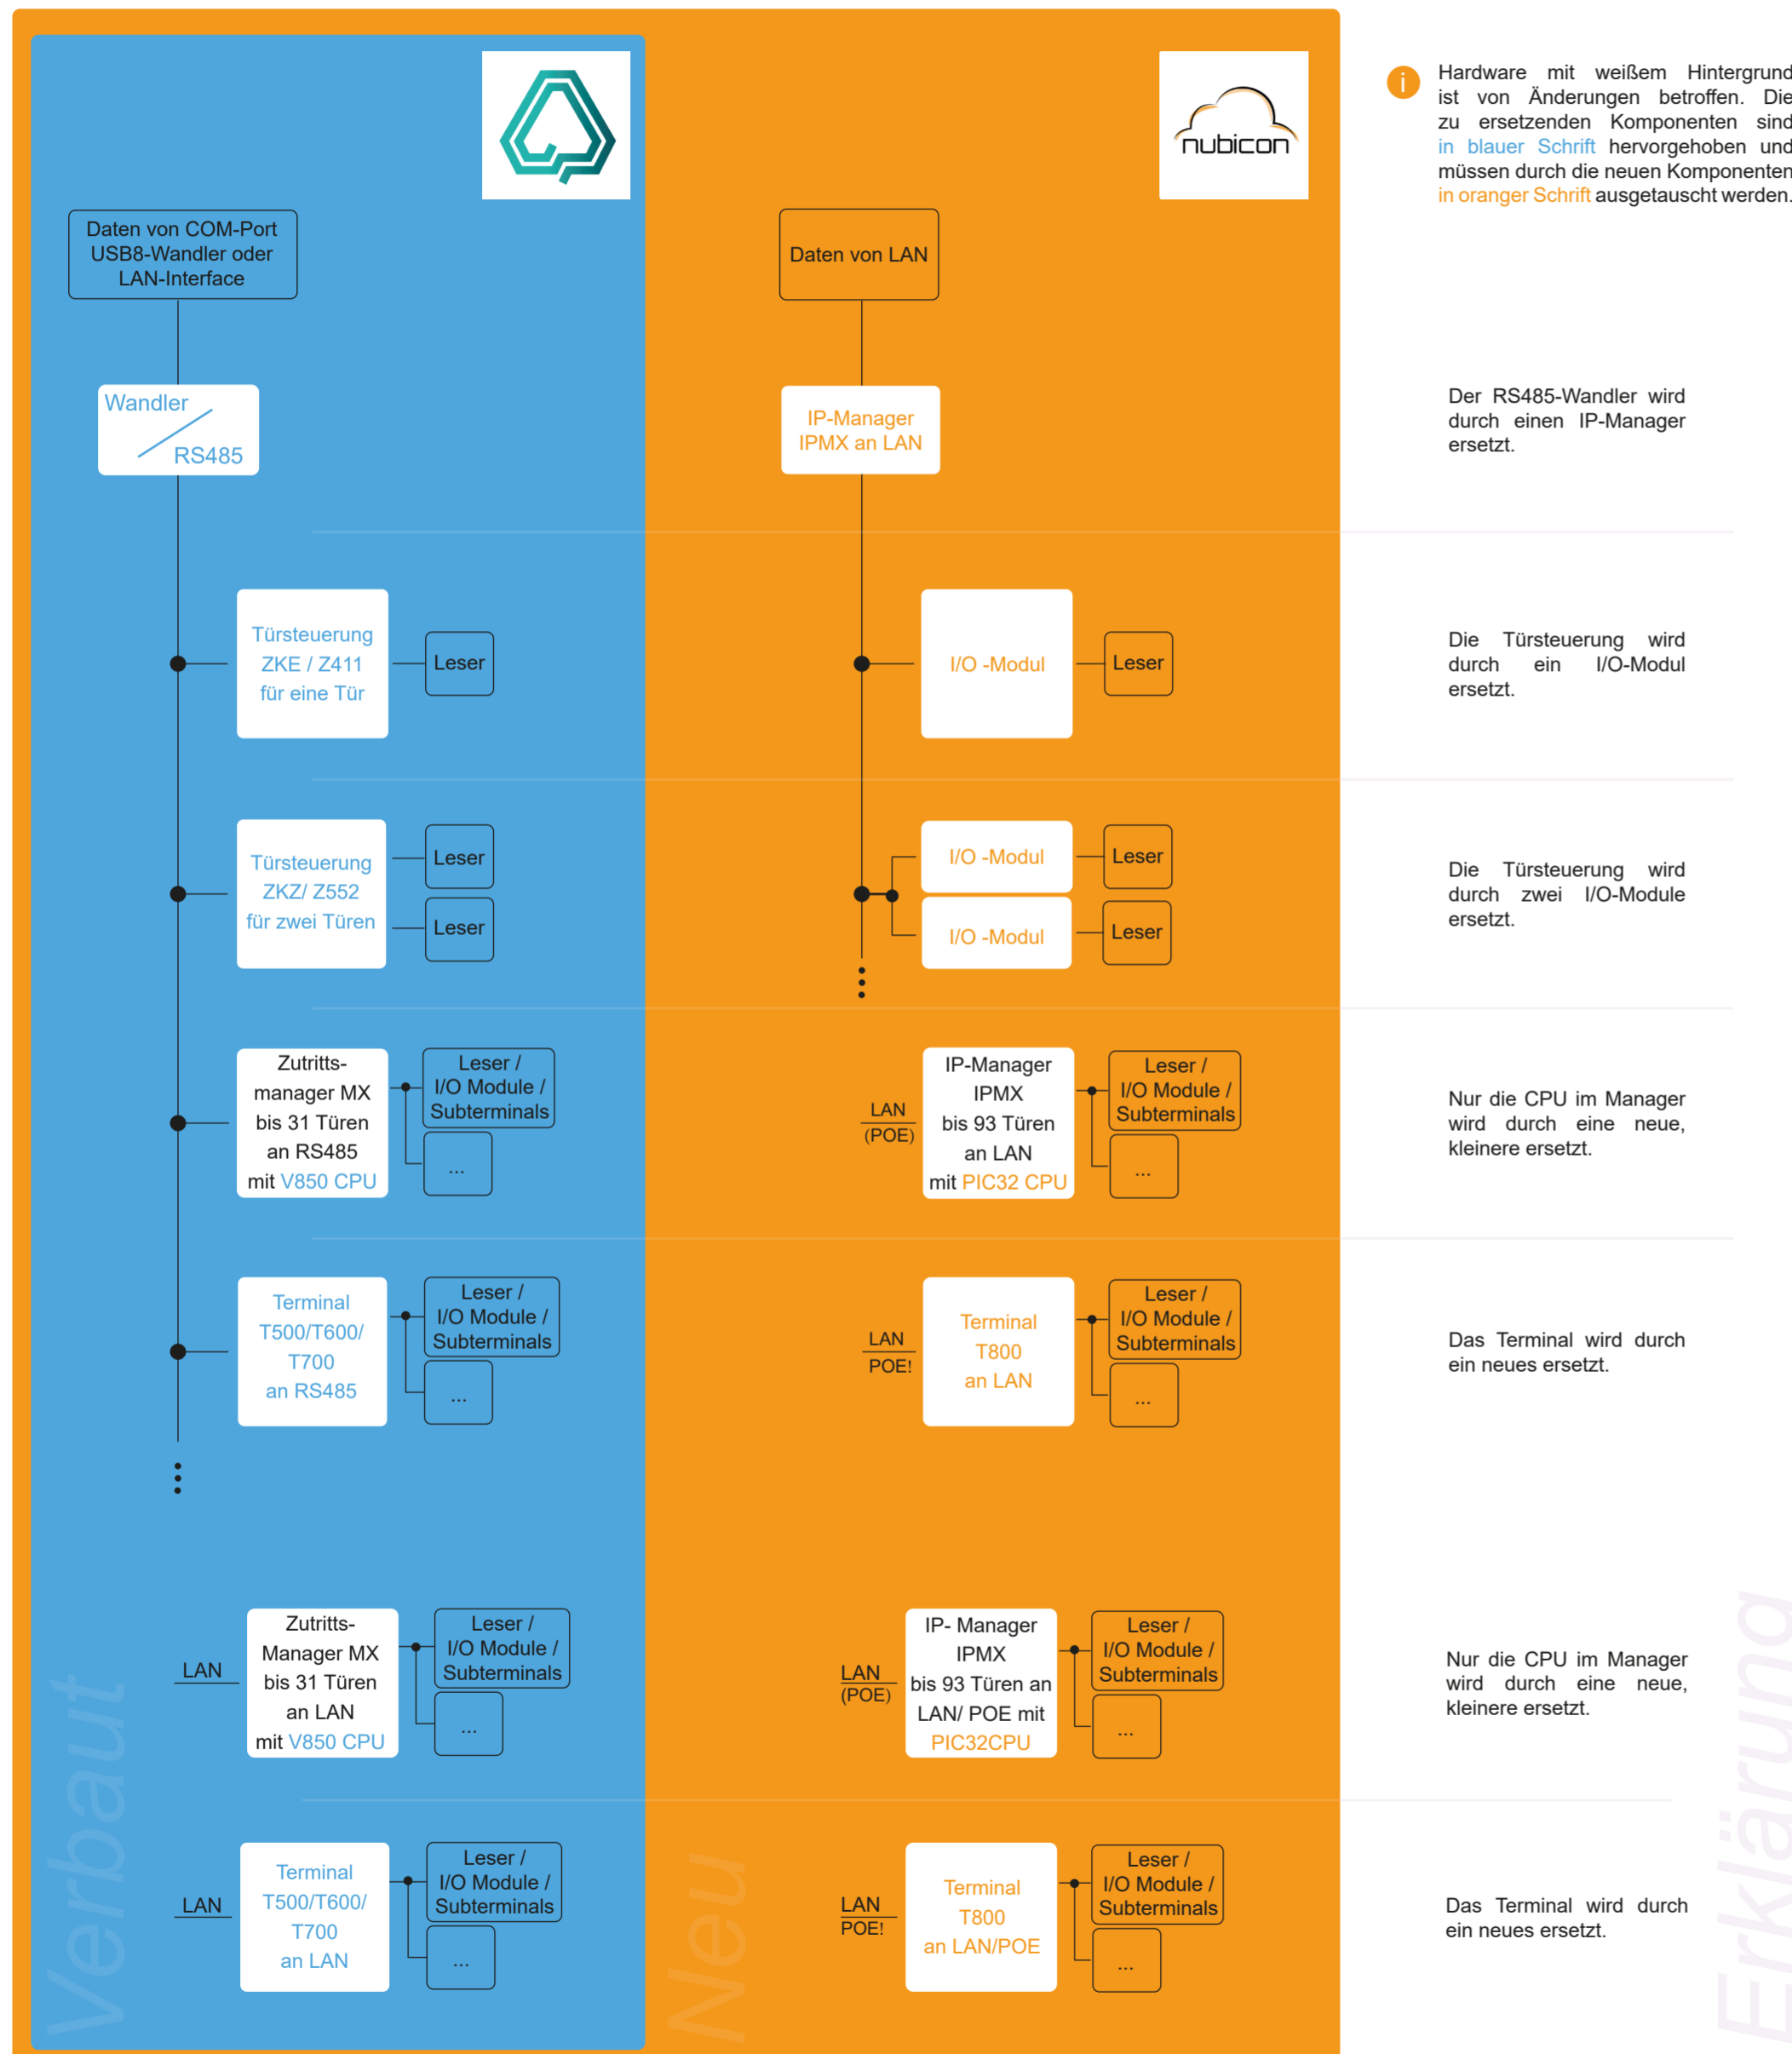 nubicon
i
Hardware mit weißem Hintergrund
ist von Änderungen betroffen. Die
zu ersetzenden Komponenten sind
in blauer Schrift hervorgehoben und
müssen durch die neuen Komponenten
in oranger Schrift ausgetauscht werden.
Daten von COM-Port
USB8-Wandler oder
LAN-Interface
Daten von LAN
Wandler
RS485
IP-Manager
IPMX an LAN
Der RS485-Wandler wird
durch einen IP-Manager
ersetzt.
Türsteuerung
ZKE / Z411
für eine Tür
Leser
I/O -Modul
Leser
Die Türsteuerung wird
durch ein I/O-Modul
ersetzt.
Türsteuerung
ZKZ/ Z552
für zwei Türen
Leser
Leser
I/O -Modul
Leser
I/O -Modul
Leser
Die Türsteuerung wird
durch zwei I/O-Module
ersetzt.
Zutritts-
manager MX
bis 31 Türen
an RS485
mit V850 CPU
Leser /
I/O Module /
Subterminals
...
LAN
(POE)
IP-Manager
IPMX
bis 93 Türen
an LAN
mit PIC32 CPU
Leser /
I/O Module /
Subterminals
...
Nur die CPU im Manager
wird durch eine neue,
kleinere ersetzt.
Terminal
T500/T600/
T700
an RS485
Leser /
I/O Module /
Subterminals
...
LAN
POE!
Terminal
T800
an LAN
Leser /
I/O Module /
Subterminals
...
Das Terminal wird durch
ein neues ersetzt.
LAN
Zutritts-
Manager MX
bis 31 Türen
an LAN
mit V850 CPU
Leser /
I/O Module /
Subterminals
...
LAN
(POE)
IP- Manager
IPMX
bis 93 Türen an
LAN/ POE mit
PIC32CPU
Leser /
I/O Module /
Subterminals
...
Nur die CPU im Manager
wird durch eine neue,
kleinere ersetzt.
LAN
Terminal
T500/T600/
T700
an LAN
Leser /
I/O Module /
Subterminals
...
LAN
POE!
Terminal
T800
an LAN/POE
Leser /
I/O Module /
Subterminals
...
Das Terminal wird durch
ein neues ersetzt.
Verbaut
Neu
Erklärung